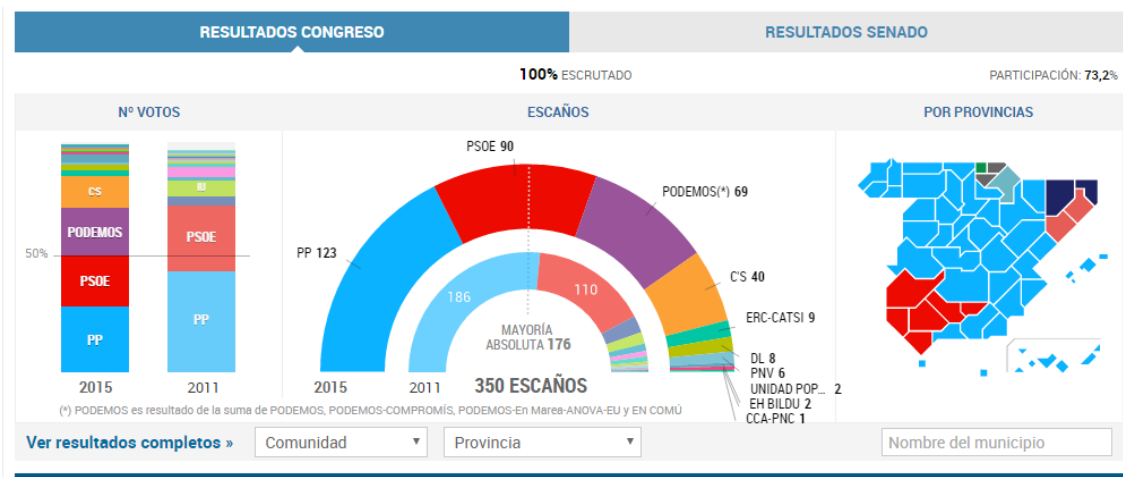 RESULTADOS CONGRESO
RESULTADOS SENADO
100% ESCRUTADO
PARTICIPACIÓN: 73,2%
Nº VOTOS
ESCAÑOS
POR PROVINCIAS
CS
PODEMOS
50%
PSOE
PP
2015
IU
PSOE
PP
2011
PSOE 90
PODEMOS(*) 69
PP 123
C'S 40
186
110
ERC-CATSI 9
MAYORÍA
ABSOLUTA 176
DL 8
PNV 6
UNIDAD POP... 2
EH BILDU 2
CCA-PNC 1
2015
2011
350 ESCAÑOS
(*) PODEMOS es resultado de la suma de PODEMOS, PODEMOS-COMPROMÍS, PODEMOS-En Marea-ANOVA-EU y EN COMÚ
Ver resultados completos »
Comunidad
Provincia
Nombre del municipio